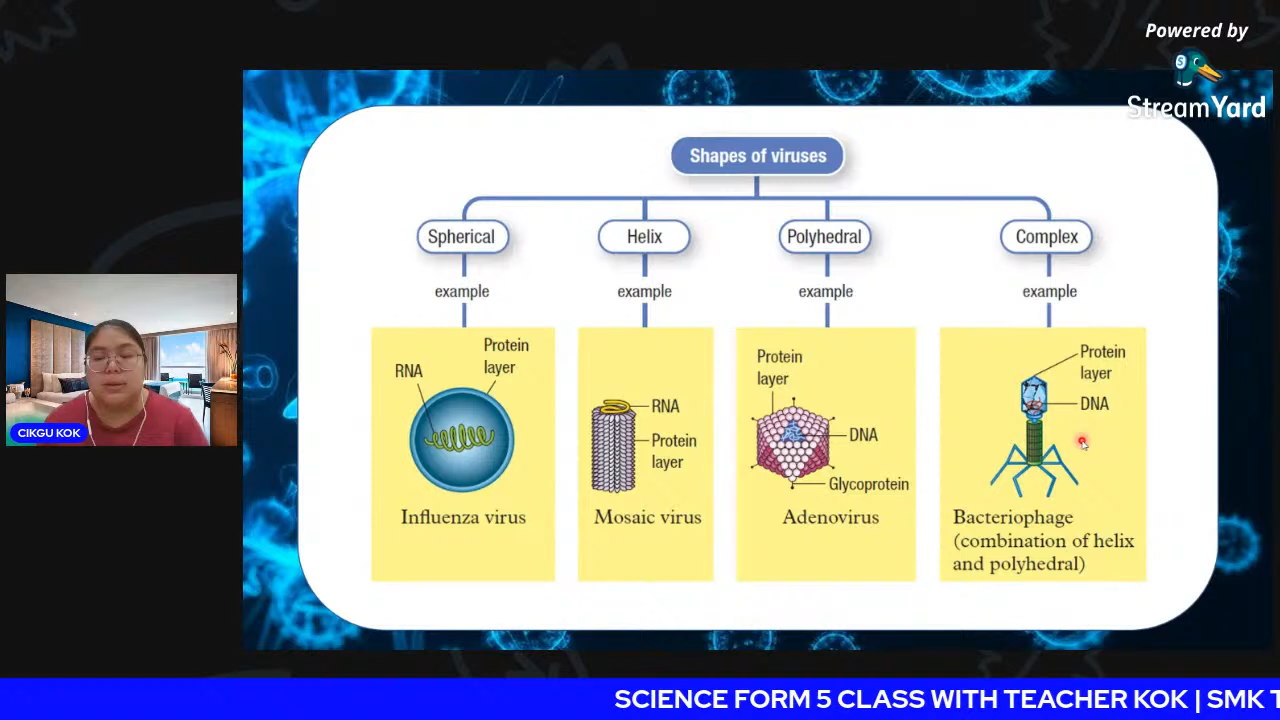 Powered by
StreamYard
Shapes of viruses
Spherical
Helix
Polyhedral
Complex
example
example
example
example
RNA
Protein
layer
Influenza virus
RNA
Protein
layer
Mosaic virus
Protein
layer
DNA
Glycoprotein
Adenovirus
Protein
layer
DNA
Bacteriophage
(combination of helix
and polyhedral)
CIKGU KOK
SCIENCE FORM 5 CLASS WITH TEACHER KOK | SMK T